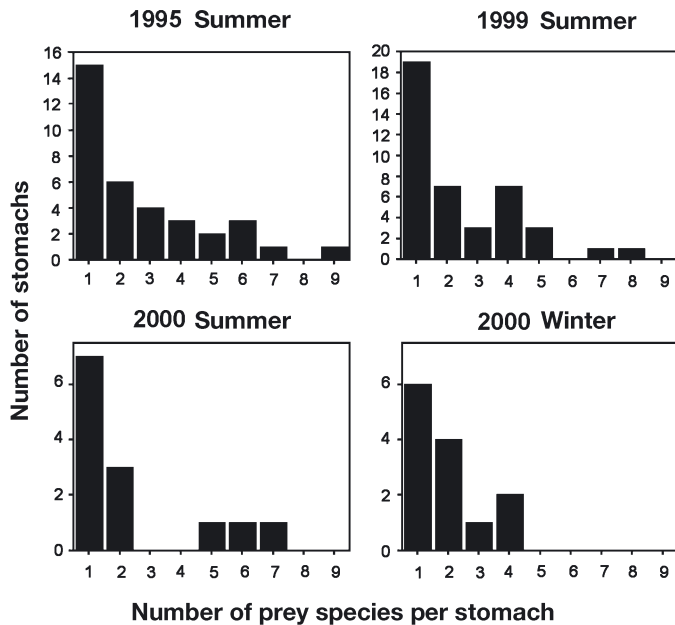 1995 Summer
16
14
12
10
8
6
4
2
0
1 2 3 4 5 6 7 8 9
1999 Summer
20
18
16
14
12
10
8
6
4
2
0
1 2 3 4 5 6 7 8 9
Number of stomachs
2000 Summer
6
4
2
0
1 2 3 4 5 6 7 8 9
2000 Winter
6
4
2
0
1 2 3 4 5 6 7 8 9
Number of prey species per stomach